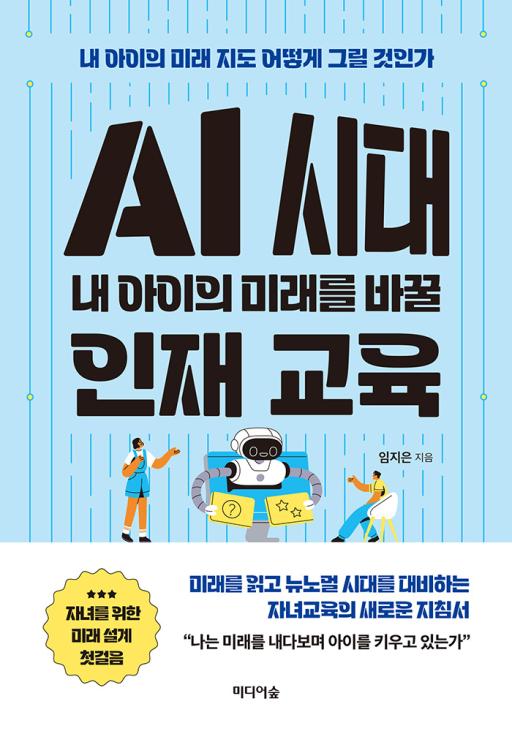 내 아이의 미래 지도 어떻게 그릴 것인가
AI 시대
내 아이의 미래를 바꿀
인재 교육
임지은 지음
?
미래를 읽고 뉴노멀 시대를 대비하는
자녀교육의 새로운 지침서
“나는 미래를 내다보며 아이를 키우고 있는가”
자녀를 위한
미래 설계
첫걸음
미디어숲